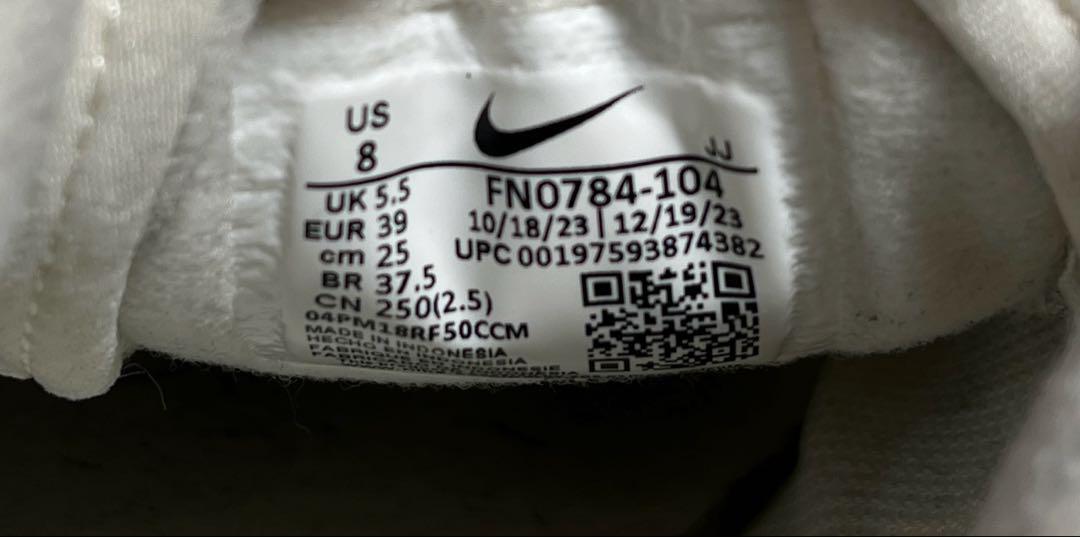 US
8
JJ
UK 5.5
EUR 39
cm 25
BR 37.5
CN 250(2.5)
FN0784-104
10/18/23 | 12/19/23
UPC 00197593874382
04PM18RF50CCM
MADE IN INDONESIA
HECHO EN INDONESIA